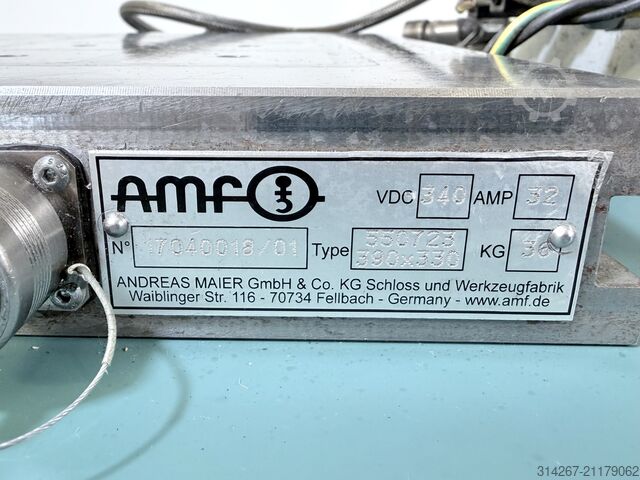 AMF VDC 340 AMP 32
N° 17040018/01 Type 550723 390x330 KG 36
ANDREAS MAIER GmbH & Co. KG Schloss und Werkzeugfabrik
Waiblinger Str. 116 - 70734 Fellbach - Germany - www.amf.de
314267-21179062